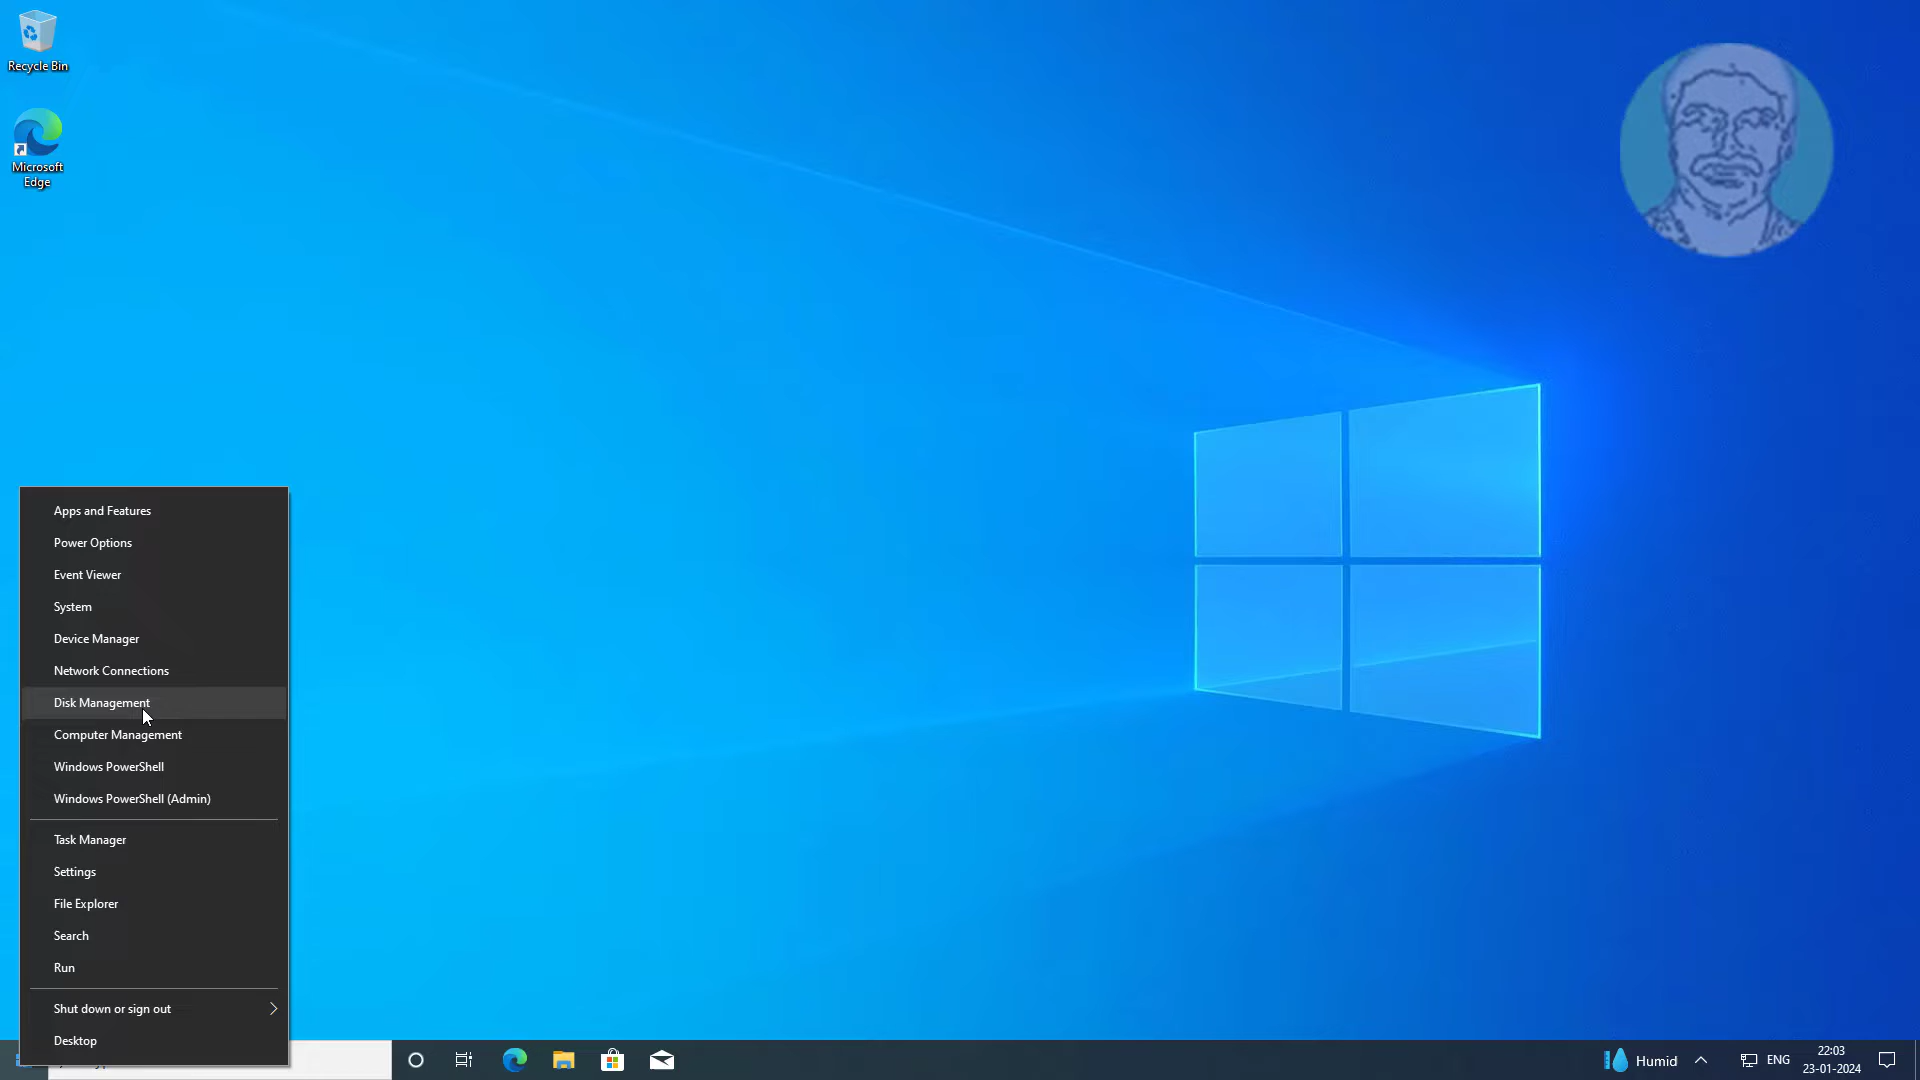 Recycle Bin
Microsoft
Edge
Apps and Features
Power Options
Event Viewer
System
Device Manager
Network Connections
Disk Management
Computer Management
Windows PowerShell
Windows PowerShell (Admin)
Task Manager
Settings
File Explorer
Search
Run
Shut down or sign out
Desktop
Humid
ENG
22:03
23-01-2024